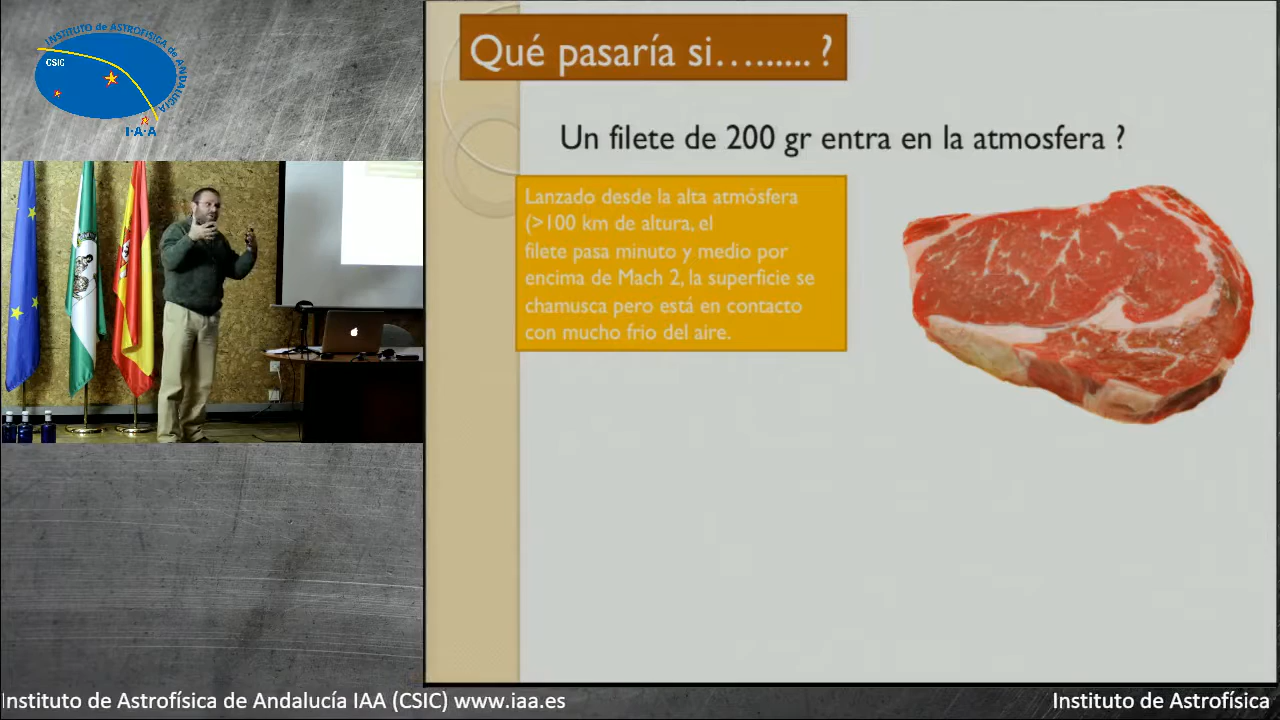 INSTITUTO de ASTROFÍSICA de ANDALUCÍA
CSIC
I·A·A
Qué pasaría si…...... ?
Un filete de 200 gr entra en la atmosfera ?
Lanzado desde la alta atmósfera
(>100 km de altura, el
filete pasa minuto y medio por
encima de Mach 2, la superficie se
chamusca pero está en contacto
con mucho frio del aire.
Instituto de Astrofísica de Andalucía IAA (CSIC) www.iaa.es
Instituto de Astrofísica